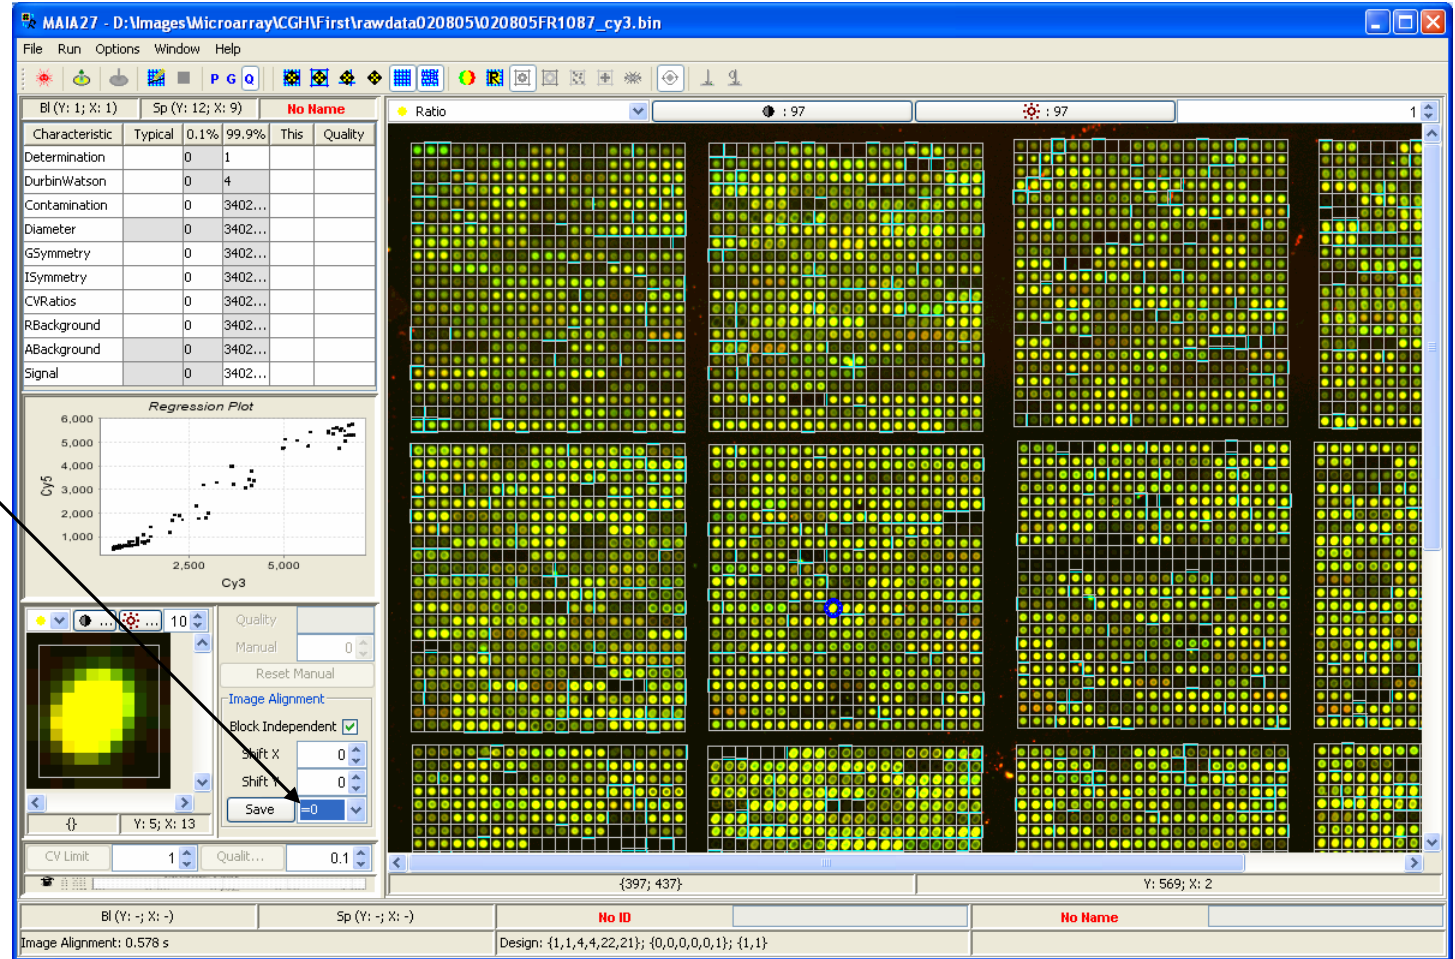 MAIA27 - D:\Images\Microarray\CGH\First\rawdata020805\020805FR1087_cy3.bin
File Run Options Window Help
P G Q
Bl (Y: 1; X: 1) Sp (Y: 12; X: 9) No Name
Ratio : 97 : 97 1
Characteristic Typical 0.1% 99.9% This Quality
Determination 0 1
DurbinWatson 0 4
Contamination 0 3402...
Diameter 0 3402...
GSymmetry 0 3402...
ISymmetry 0 3402...
CVRatios 0 3402...
RBackground 0 3402...
ABackground 0 3402...
Signal 0 3402...
Regression Plot
6,000
5,000
4,000
3,000
2,000
1,000
Cy5
2,500 5,000
Cy3
... ... 10
Quality
Manual 0
Reset Manual
Image Alignment
Block Independent
Shift X 0
Shift Y 0
Save =0
{} Y: 5; X: 13
CV Limit 1 Qualit... 0.1
{397; 437} Y: 569; X: 2
Bl (Y: -; X: -) Sp (Y: -; X: -) No ID No Name
Image Alignment: 0.578 s Design: {1,1,4,4,22,21}; {0,0,0,0,0,1}; {1,1}